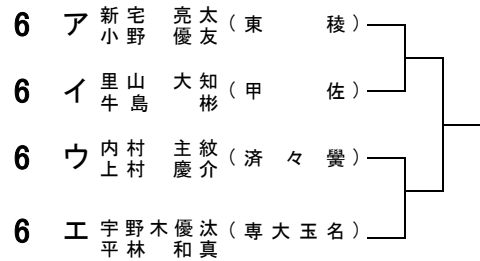 6 ア 新宅 亮太 小野 優友 (東稜)
6 イ 里山 大知 牛島 彬 (甲佐)
6 ウ 内村 主紋 上村 慶介 (済々黌)
6 エ 宇野木優汰 平林 和真 (専大玉名)